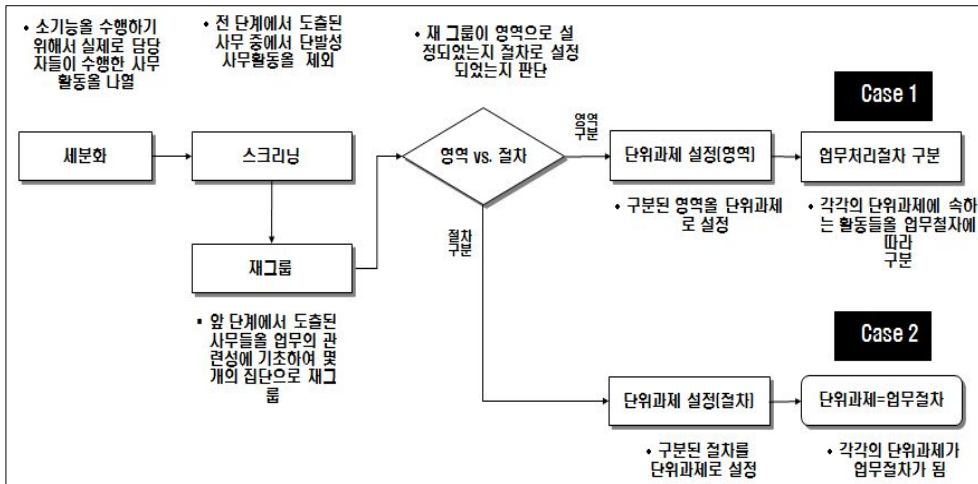 • 소기능올 수행하기
위해서 실제로 담당
자들이 수행한 사무
활동올 나열
• 전 단계에서 도출된
사무 중에서 단발성
사무활동올 제외
• 재 그룹이 영역으로 설
정되었는지 절차로 설정
되었는지 판단
Case 1
세분화
스크리닝
영역 vs. 절차
영역
구분
단위과제 설정(영역)
업무처리절차 구분
• 구분된 영역올 단위과제
로 설정
• 각각의 단위과제에 속하
는 활동들올 업무절자에
따라
구분
절차
구분
재그룹
▪ 앞 단계에서 도출된
사무들올 업무의 관
련성에 기초하여 몇
개의 집단으로 재그
룹
Case 2
단위과제 설정(절차)
단위과제=업무절차
• 구분된 절차를
단위과제로 설정
• 각각의 단위과제가
업무절차가 됨